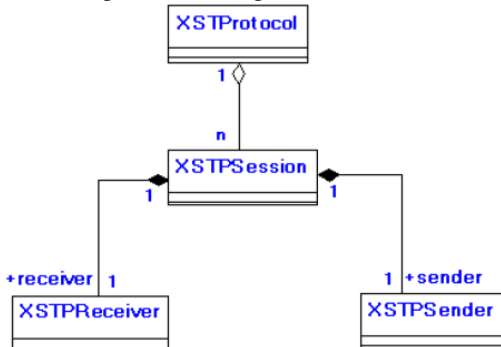 XSTProtocol
1
n
XSTPSession
1 1
+receiver 1 1 +sender
XSTPReceiver XSTPSender